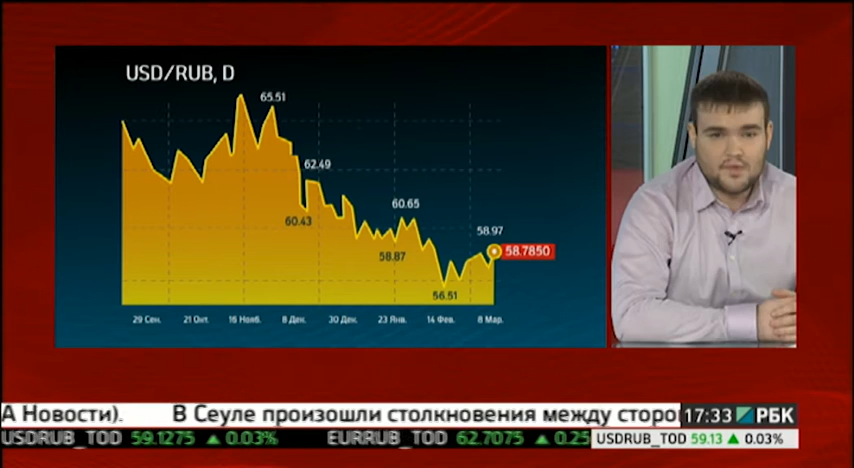 USD/RUB, D
65.51
62.49
60.43
60.65
58.87
58.97
58.7850
56.51
29 Сен. 21 Окт. 16 Нояб. 8 Дек. 30 Дек. 23 Янв. 14 Фев. 8 Мар.
А Новости). В Сеуле произошли столкновения между сторо 17:33 РБК
USDRUB_TOD 59.1275 ▲ 0.03% EURRUB_TOD 62.7075 ▲ 0.25 USDRUB_TOD 59.13 ▲ 0.03%